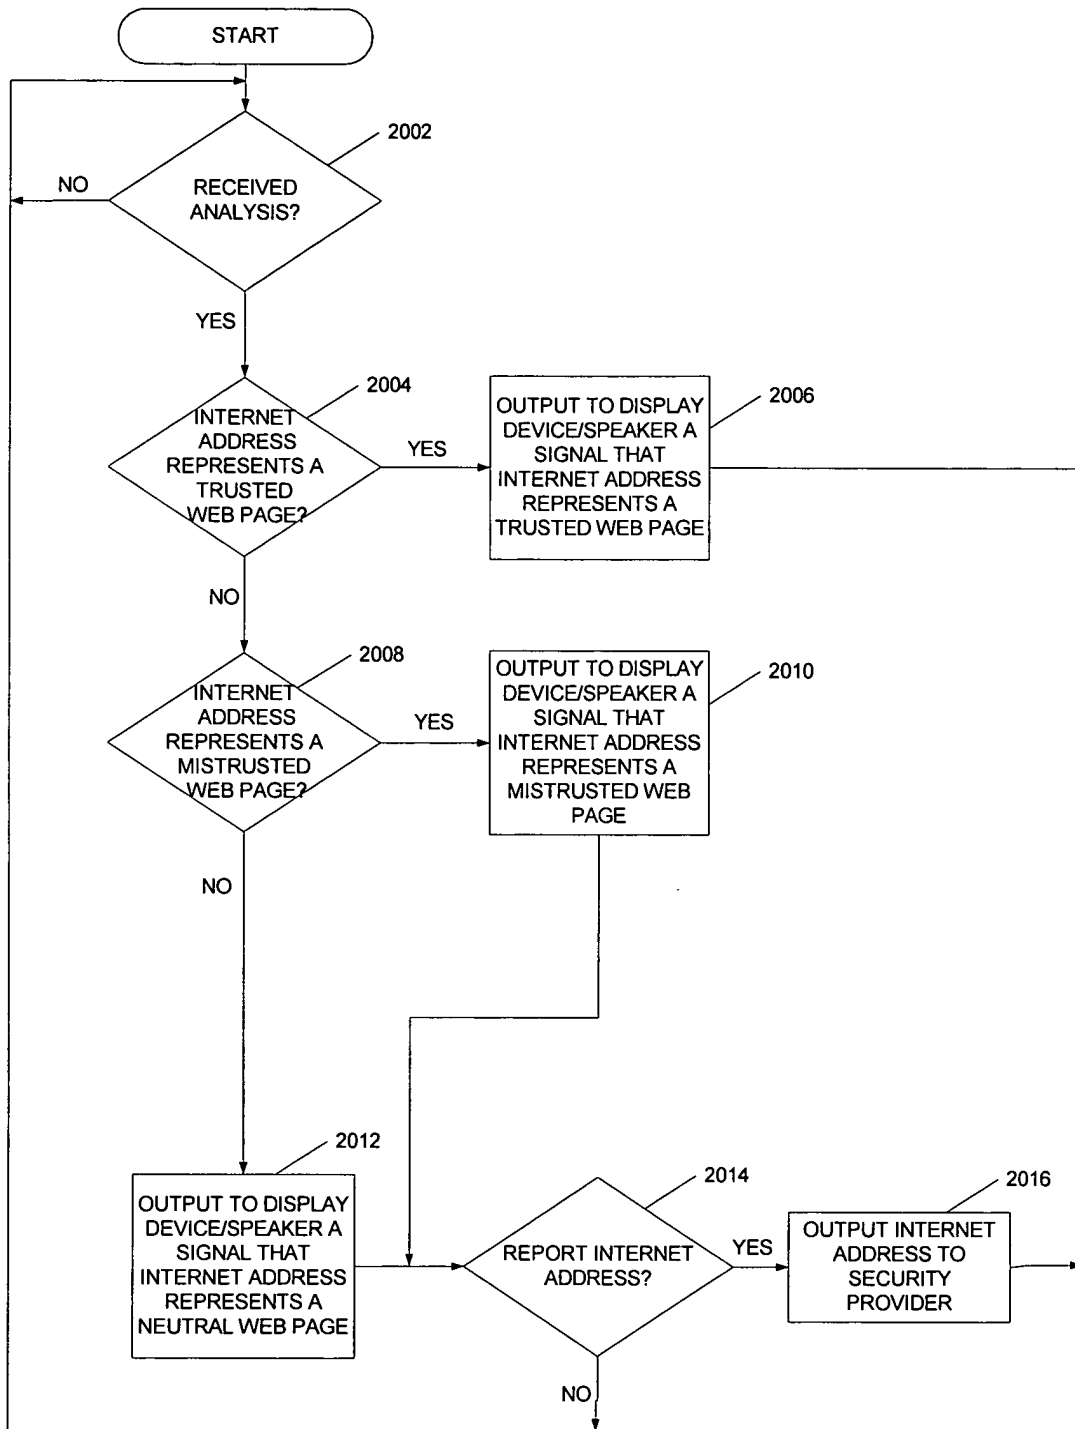 START
2002
NO
RECEIVED
ANALYSIS?
YES
2004
INTERNET
ADDRESS
REPRESENTS A
TRUSTED
WEB PAGE?
YES
2006
OUTPUT TO DISPLAY
DEVICE/SPEAKER A
SIGNAL THAT
INTERNET ADDRESS
REPRESENTS A
TRUSTED WEB PAGE
NO
2008
INTERNET
ADDRESS
REPRESENTS A
MISTRUSTED
WEB PAGE?
YES
2010
OUTPUT TO DISPLAY
DEVICE/SPEAKER A
SIGNAL THAT
INTERNET ADDRESS
REPRESENTS A
MISTRUSTED WEB
PAGE
NO
2012
OUTPUT TO DISPLAY
DEVICE/SPEAKER A
SIGNAL THAT
INTERNET ADDRESS
REPRESENTS A
NEUTRAL WEB PAGE
2014
REPORT INTERNET
ADDRESS?
YES
2016
OUTPUT INTERNET
ADDRESS TO
SECURITY
PROVIDER
NO